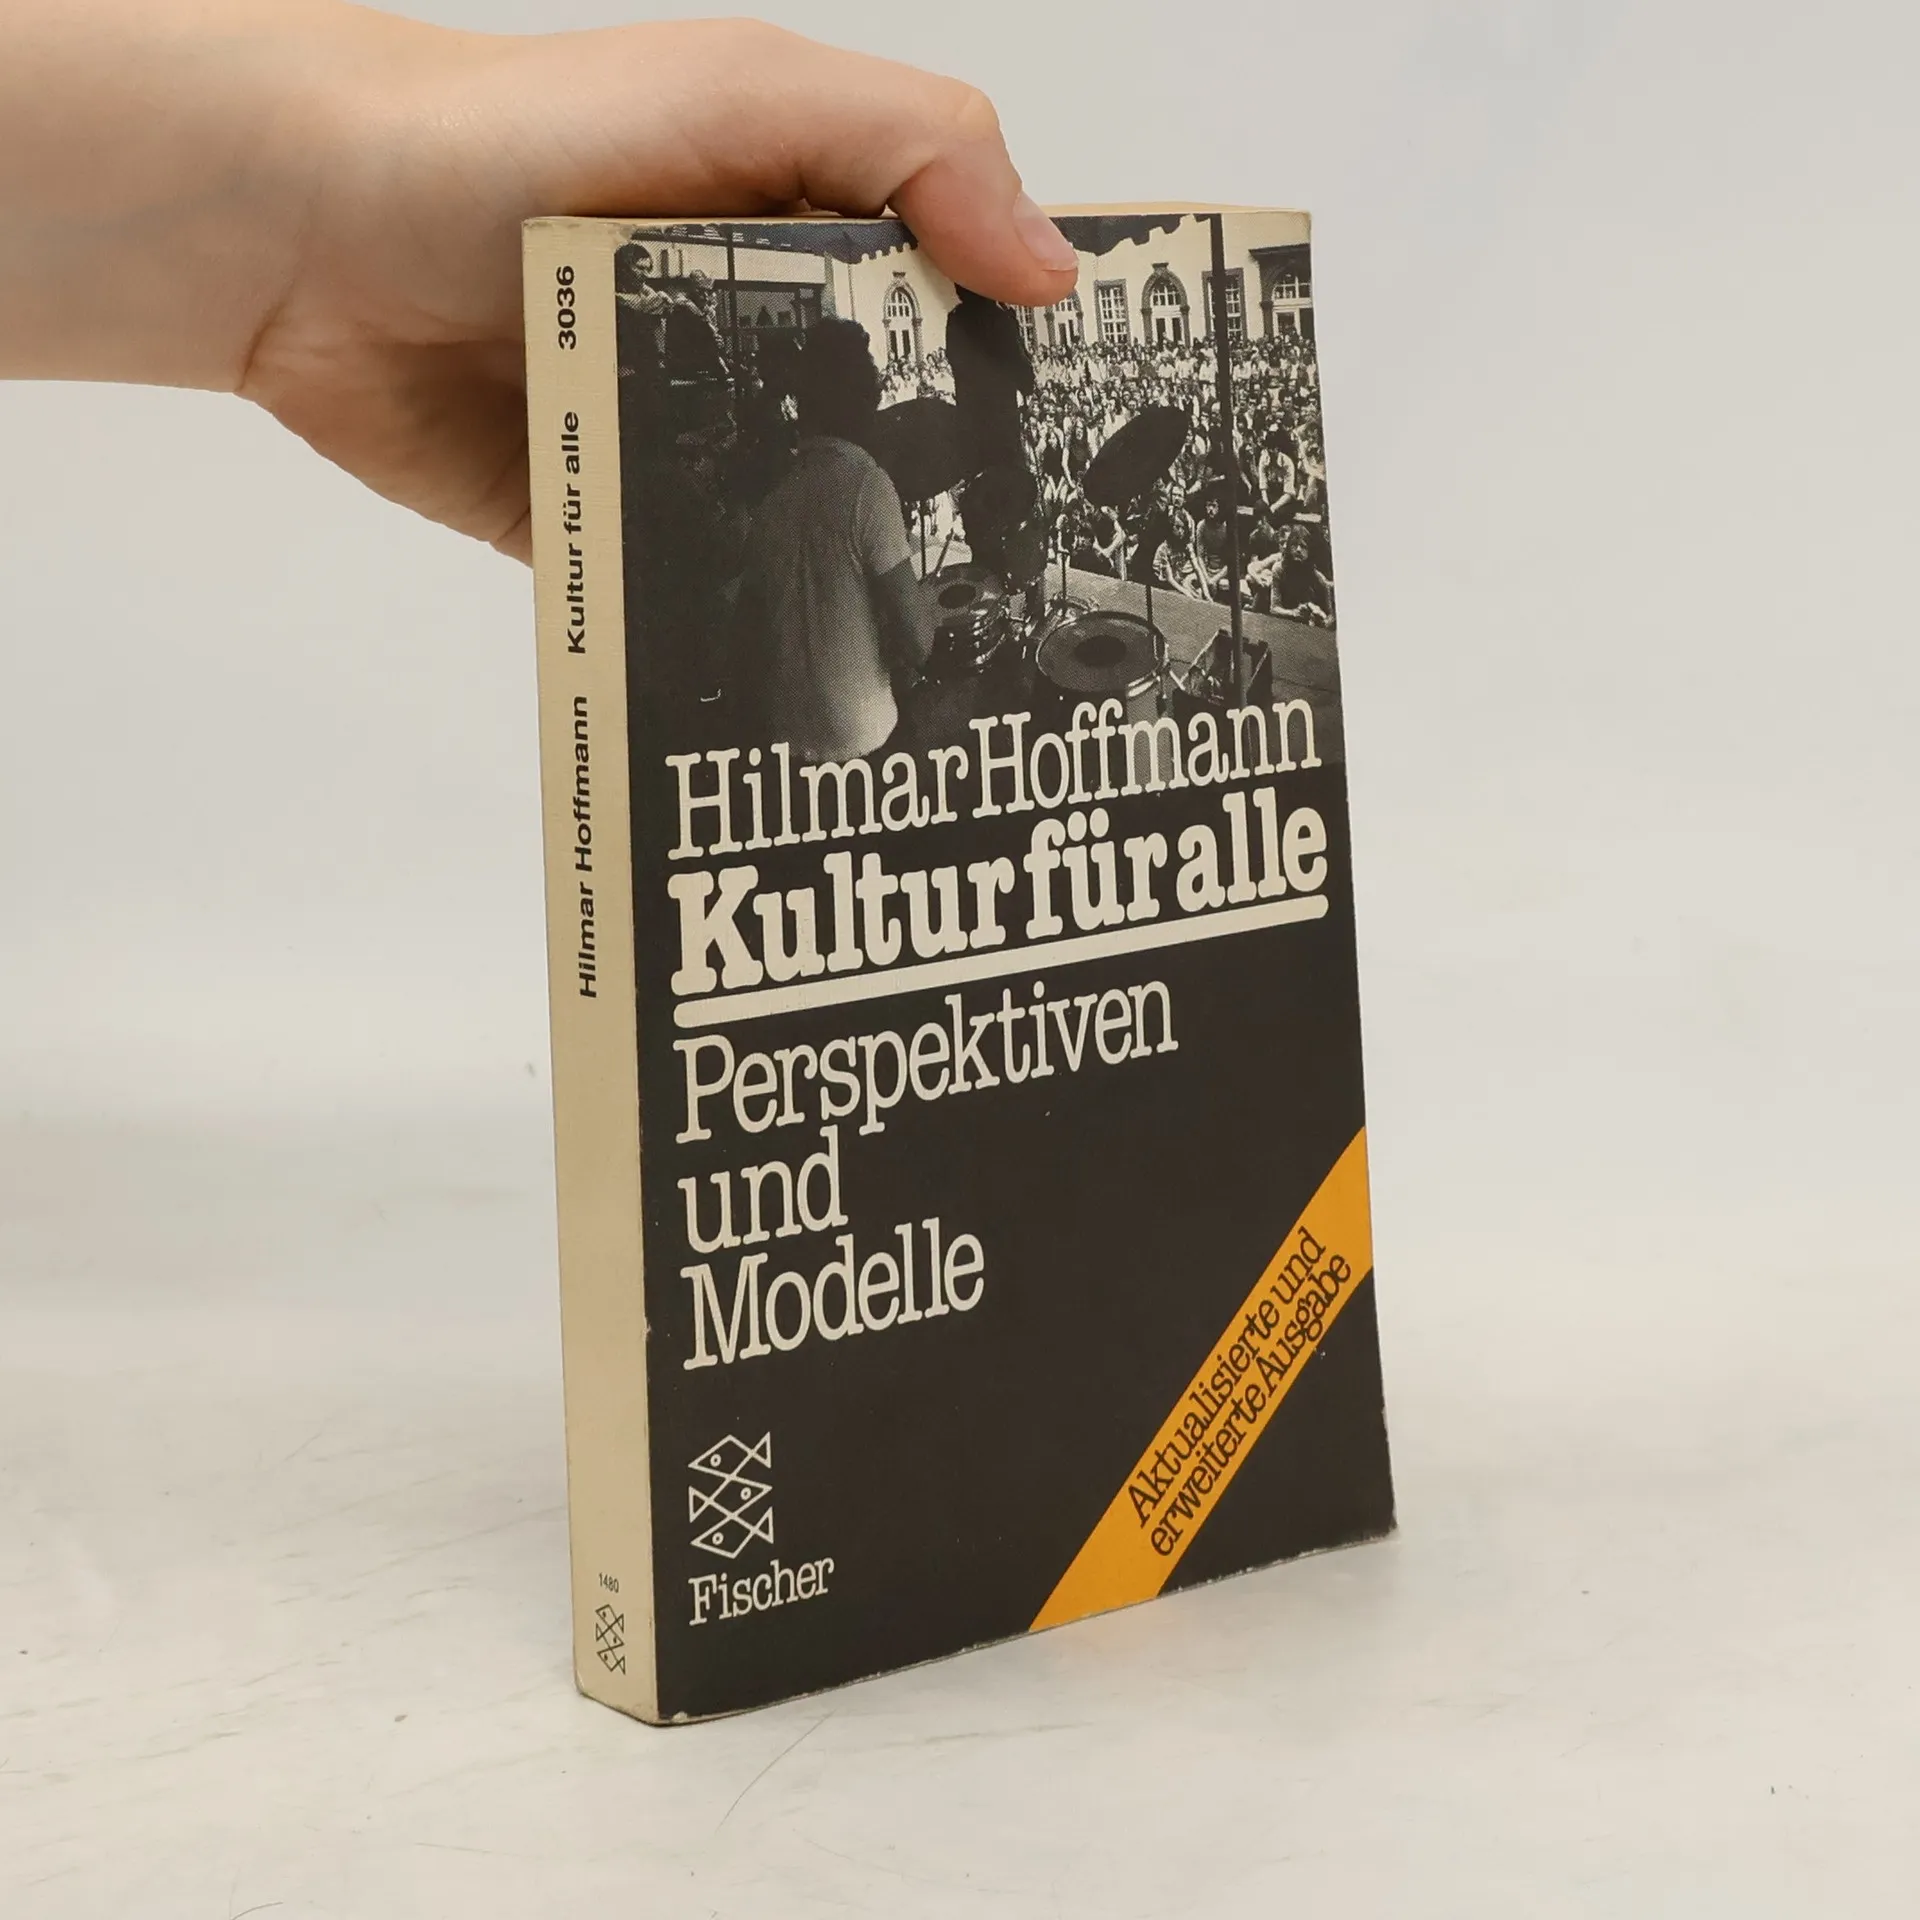 Hilmar Hoffmann Kultur für alle 3036
1480
Hilmar Hoffmann
Kultur für alle
Perspektiven
und
Modelle
Aktualisierte und
erweiterte Ausgabe
Fischer